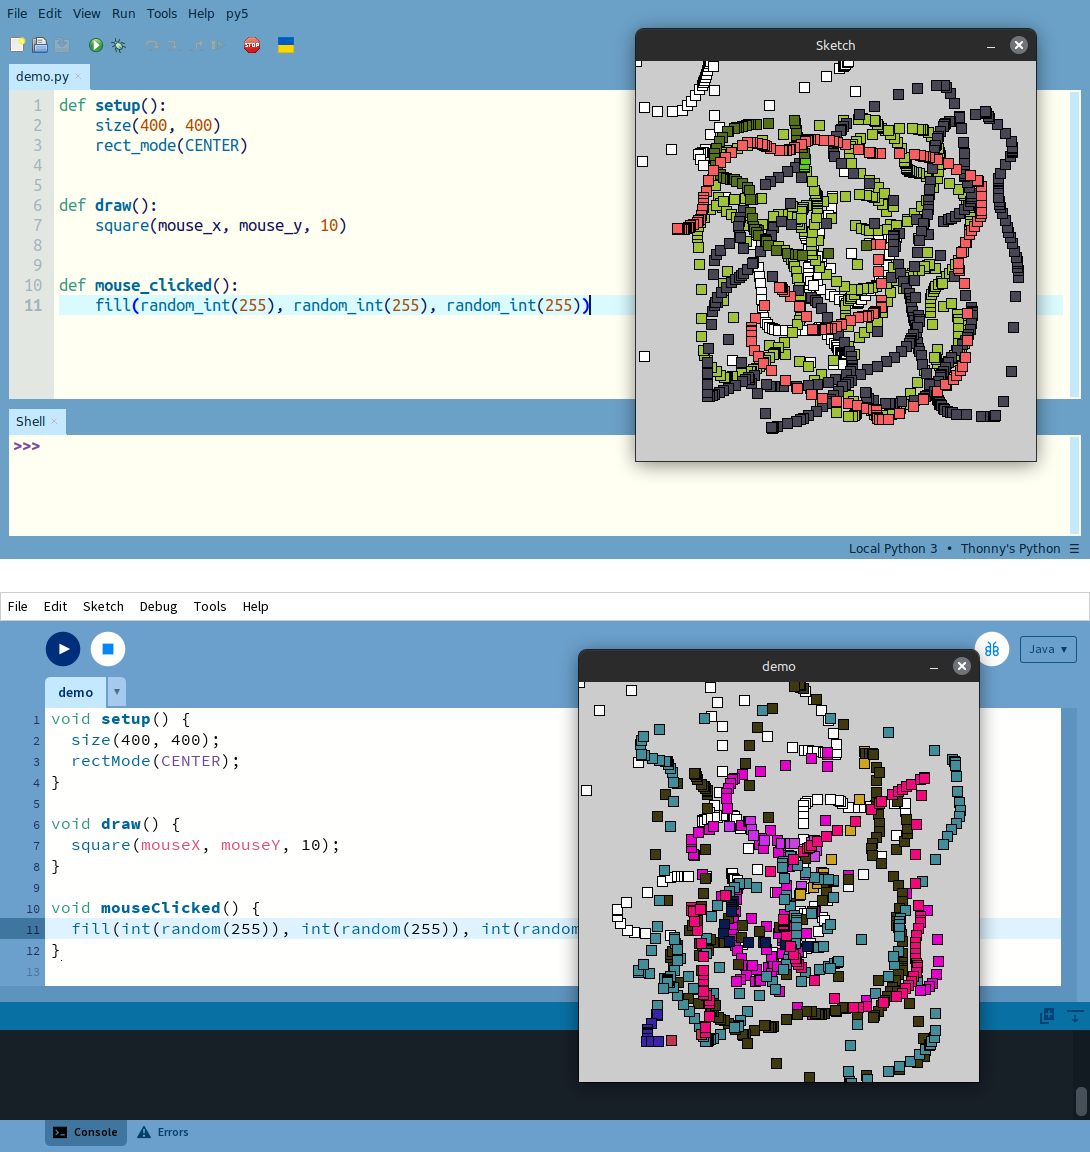 File Edit View Run Tools Help py5
STOP
Sketch
demo.py
1 def setup():
2 size(400, 400)
3 rect_mode(CENTER)
4
5
6 def draw():
7 square(mouse_x, mouse_y, 10)
8
9
10 def mouse_clicked():
11 fill(random_int(255), random_int(255), random_int(255))
Shell
>>>
Local Python 3 • Thonny's Python ☰
File Edit Sketch Debug Tools Help
Java ▾
demo
demo ▾
1 void setup() {
2 size(400, 400);
3 rectMode(CENTER);
4 }
5
6 void draw() {
7 square(mouseX, mouseY, 10);
8 }
9
10 void mouseClicked() {
11 fill(int(random(255)), int(random(255)), int(random
12 }
13
Console Errors